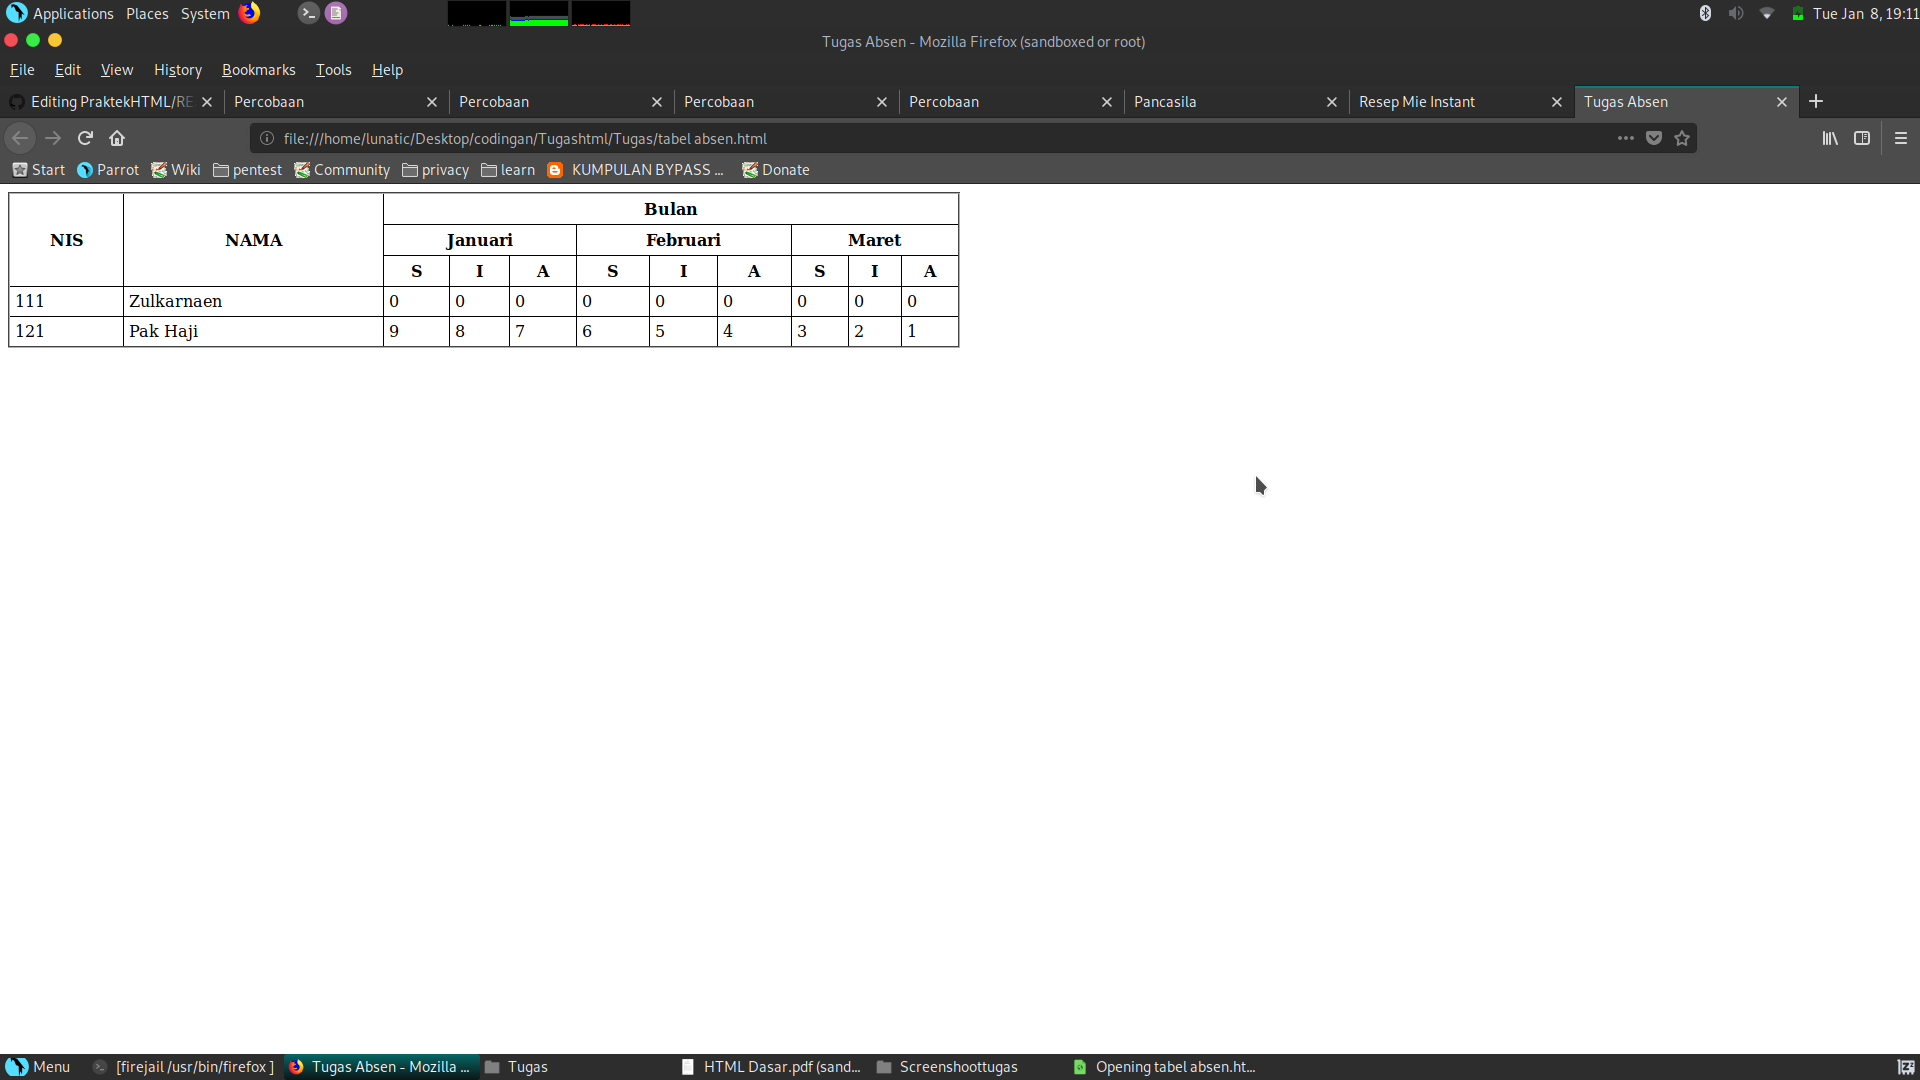 Applications Places System Tue Jan 8, 19:11
Tugas Absen - Mozilla Firefox (sandboxed or root)
File Edit View History Bookmarks Tools Help
Editing PraktekHTML/RE Percobaan Percobaan Percobaan Percobaan Pancasila Resep Mie Instant Tugas Absen
file:///home/lunatic/Desktop/codingan/Tugashtml/Tugas/tabel absen.html
Start Parrot Wiki pentest Community privacy learn KUMPULAN BYPASS ... Donate
NIS NAMA Bulan
Januari Februari Maret
S I A S I A S I A
111 Zulkarnaen 0 0 0 0 0 0 0 0 0
121 Pak Haji 9 8 7 6 5 4 3 2 1
Menu [firejail /usr/bin/firefox ] Tugas Absen - Mozilla ... Tugas HTML Dasar.pdf (sand... Screenshoottugas Opening tabel absen.ht...